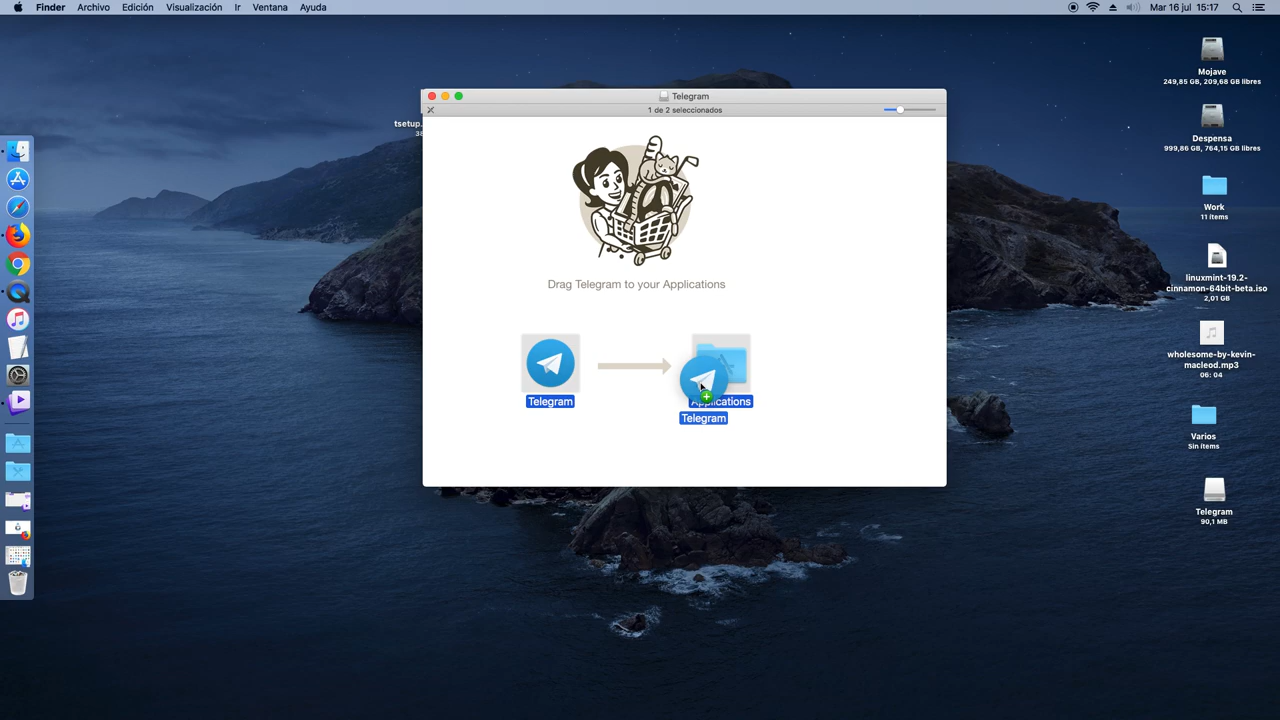 Finder Archivo Edición Visualización Ir Ventana Ayuda
Mar 16 jul 15:17
Telegram
1 de 2 seleccionados
tsetup.
38
Drag Telegram to your Applications
Telegram
Applications
Telegram
Mojave
249,85 GB, 209,68 GB libres
Despensa
999,86 GB, 764,15 GB libres
Work
11 ítems
linuxmint-19.2-
cinnamon-64bit-beta.iso
2,01 GB
wholesome-by-kevin-
macleod.mp3
06: 04
Varios
Sin ítems
Telegram
90,1 MB